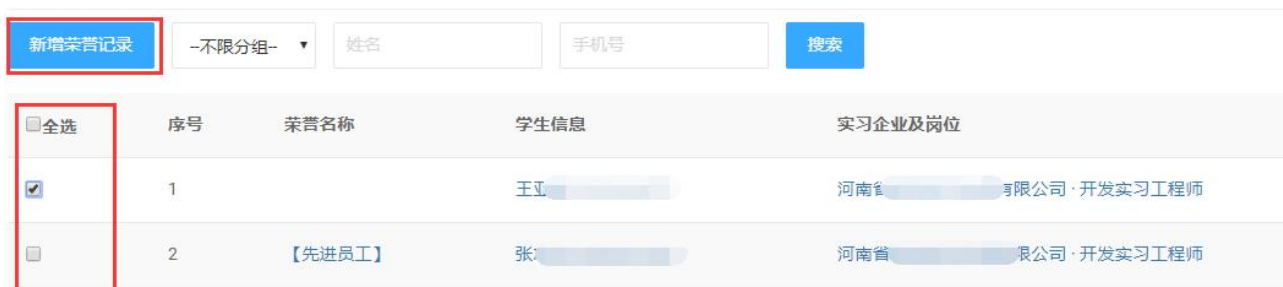 新增荣誉记录 --不限分组-- 姓名 手机号 搜索
全选 序号 荣誉名称 学生信息 实习企业及岗位
1 王亚 河南省 有限公司·开发实习工程师
2 【先进员工】 张 河南省 限公司·开发实习工程师